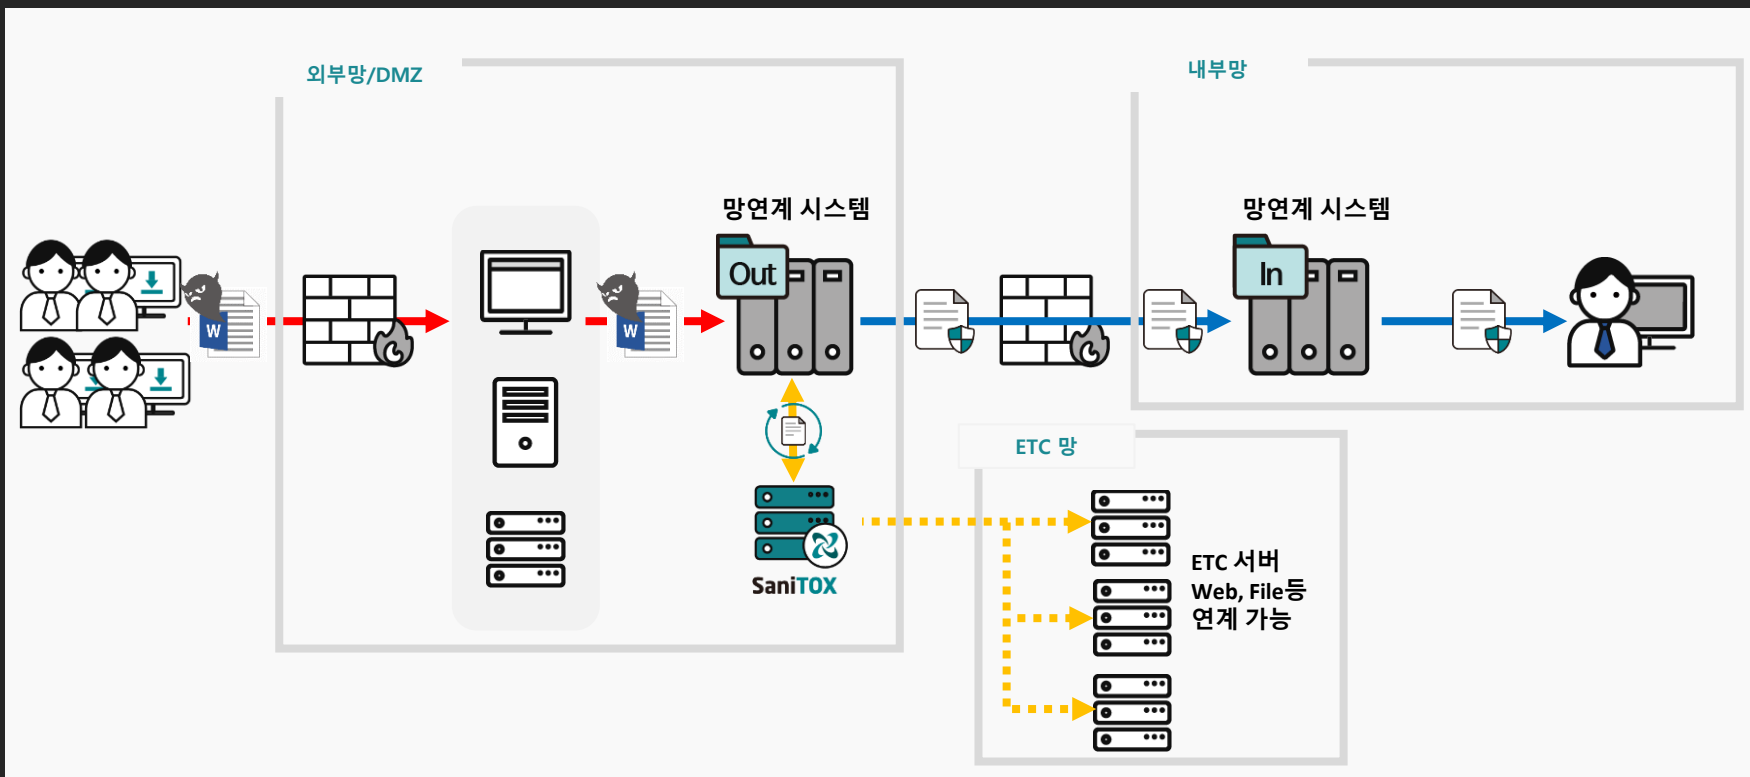 외부망/DMZ
내부망
망연계 시스템
망연계 시스템
Out
In
W
W
ETC 망
SaniTOX
ETC 서버
Web, File등
연계 가능